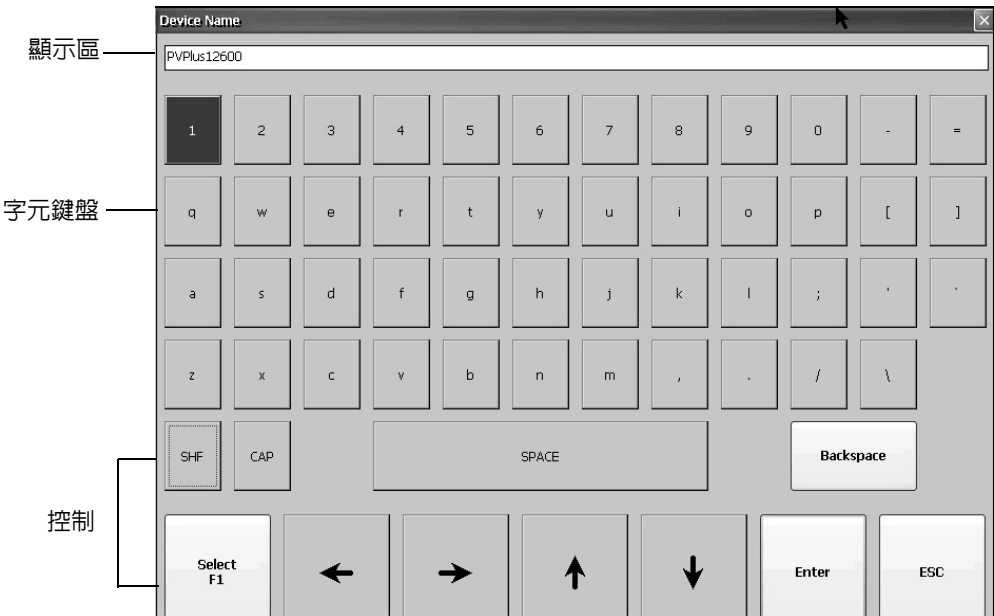 Device Name
顯示區
PVPlus12600
1 2 3 4 5 6 7 8 9 0 - =
字元鍵盤
q w e r t y u i o p [ ]
a s d f g h j k l ; ' `
z x c v b n m , . / \
SHF CAP SPACE Backspace
控制
Select
F1
Enter ESC